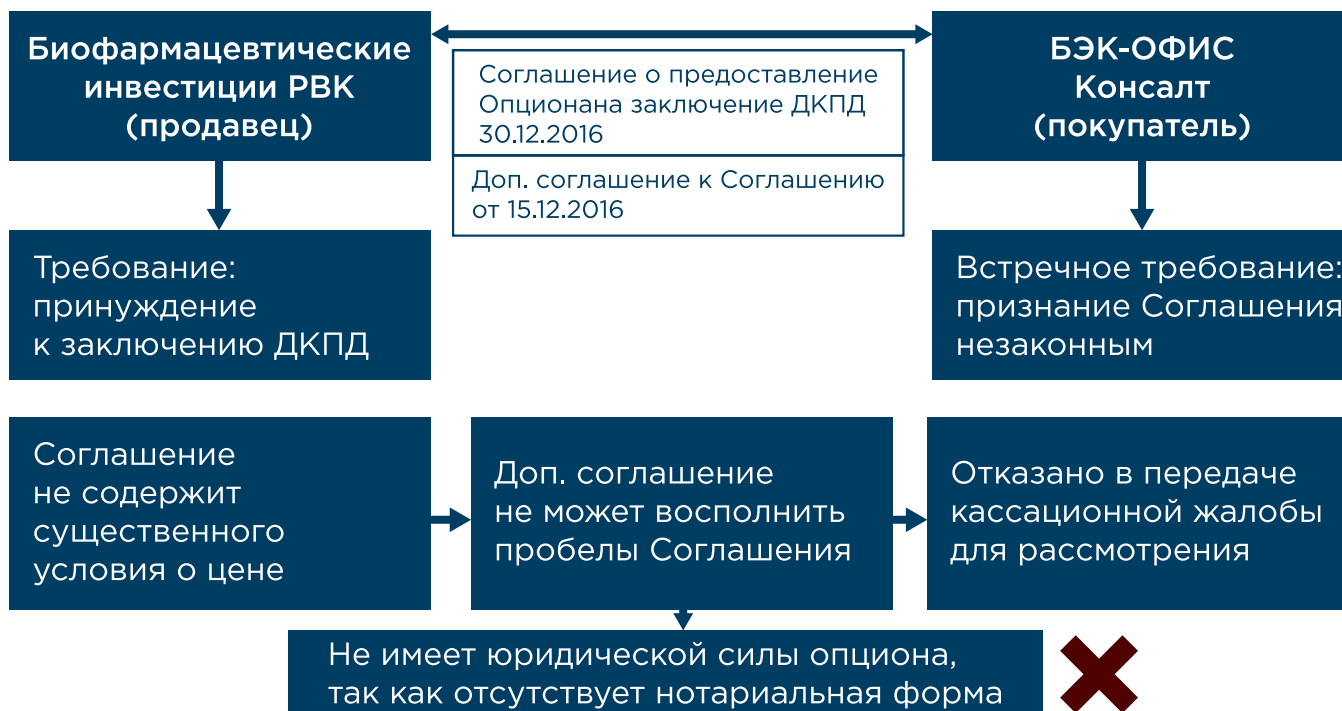 Биофармацевтические
инвестиции РВК
(продавец)
Соглашение о предоставление
Опционана заключение ДКПД
30.12.2016
Доп. соглашение к Соглашению
от 15.12.2016
БЭК-ОФИС
Консалт
(покупатель)
Требование:
принуждение
к заключению ДКПД
Встречное требование:
признание Соглашения
незаконным
Соглашение
не содержит
существенного
условия о цене
Доп. соглашение
не может восполнить
пробелы Соглашения
Отказано в передаче
кассационной жалобы
для рассмотрения
Не имеет юридической силы опциона,
так как отсутствует нотариальная форма